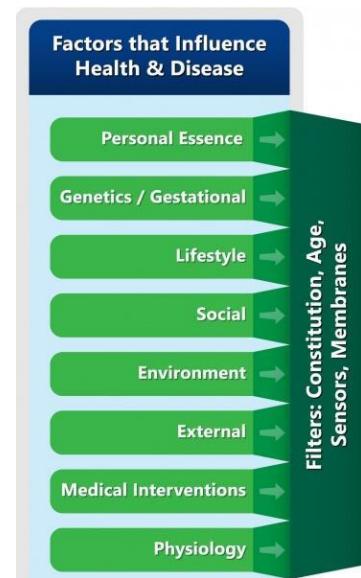 Factors that Influence
Health & Disease
Personal Essence
Genetics / Gestational
Lifestyle
Social
Environment
External
Medical Interventions
Physiology
Filters: Constitution, Age,
Sensors, Membranes